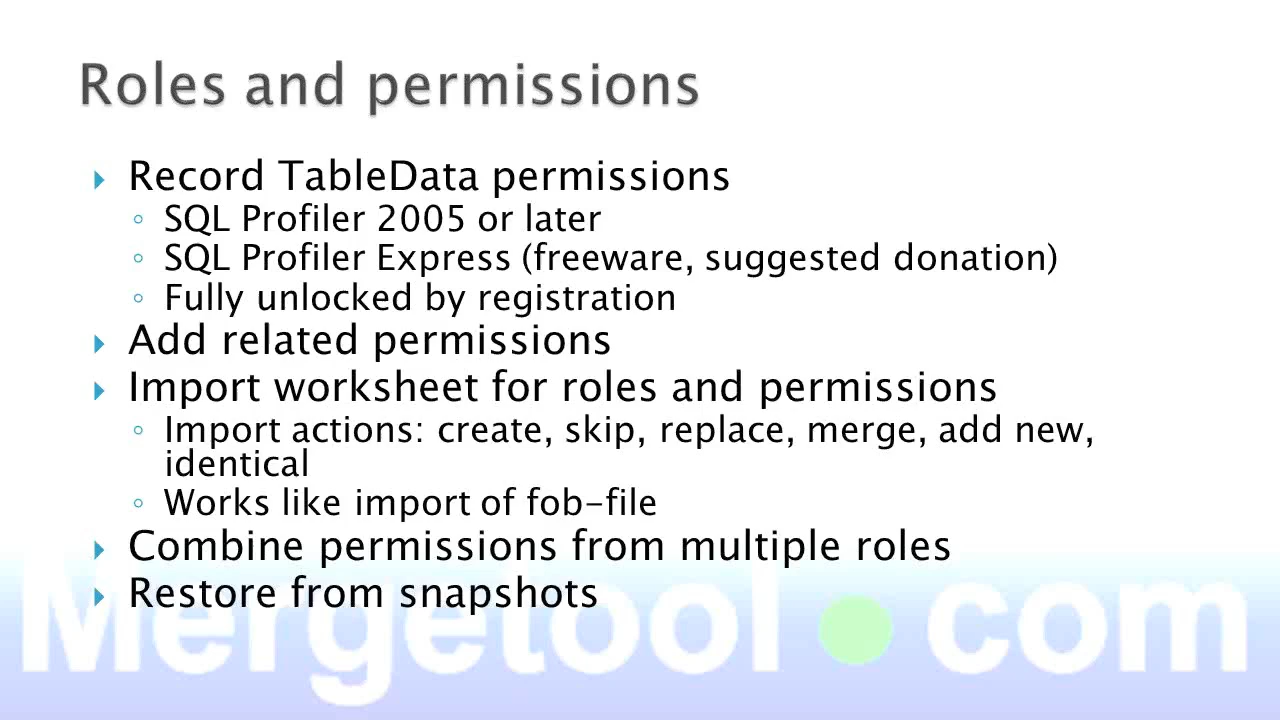 Roles and permissions
Record TableData permissions
SQL Profiler 2005 or later
SQL Profiler Express (freeware, suggested donation)
Fully unlocked by registration
Add related permissions
Import worksheet for roles and permissions
Import actions: create, skip, replace, merge, add new,
identical
Works like import of fob-file
Combine permissions from multiple roles
Restore from snapshots
Mergetool.com